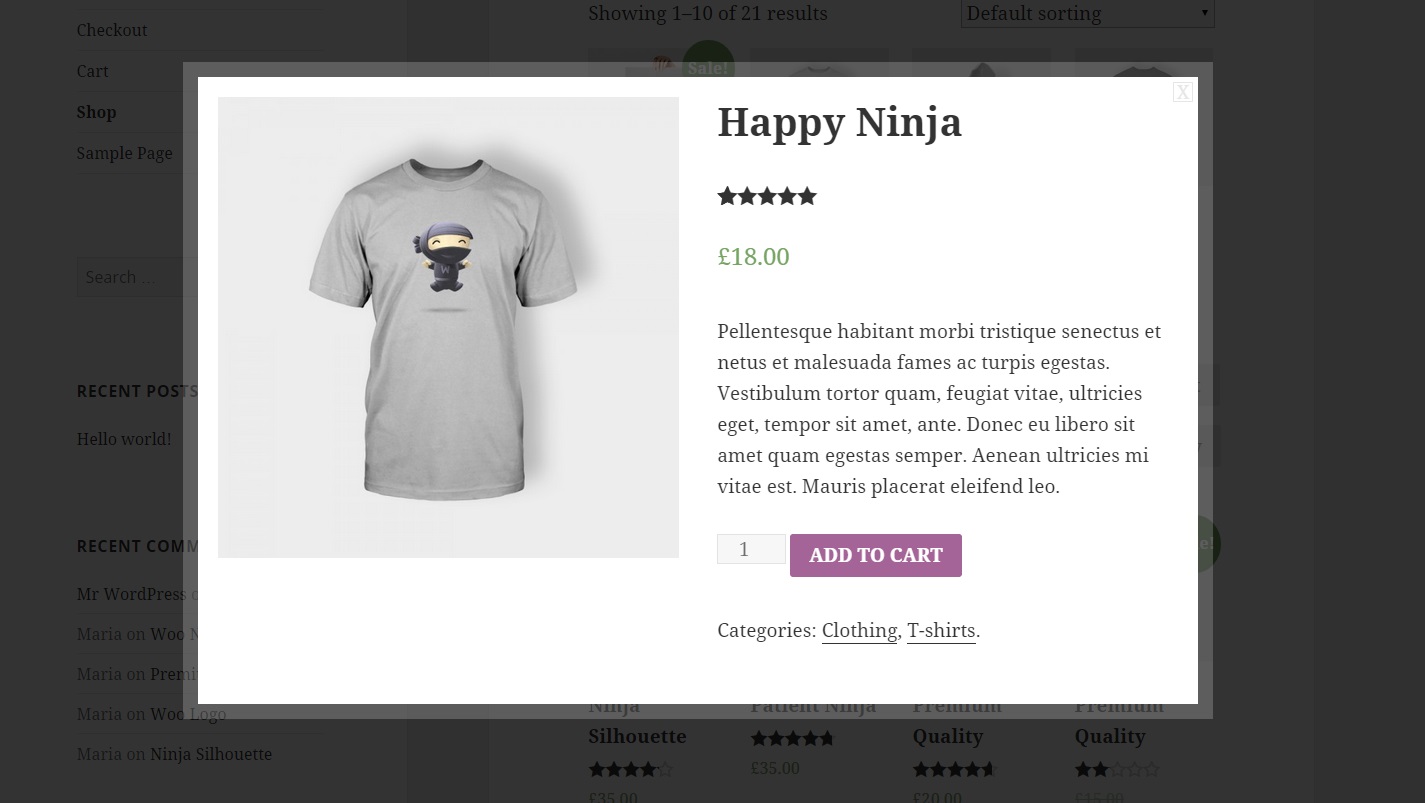 Showing 1–10 of 21 results
Default sorting
Checkout
Cart
Shop
Sample Page
Search ...
RECENT POSTS
Hello world!
RECENT COMM
Mr WordPress
Maria on Woo N
Maria on Premi
Maria on Woo Logo
Maria on Ninja Silhouette
Sale!
X
Happy Ninja
£18.00
Pellentesque habitant morbi tristique senectus et
netus et malesuada fames ac turpis egestas.
Vestibulum tortor quam, feugiat vitae, ultricies
eget, tempor sit amet, ante. Donec eu libero sit
amet quam egestas semper. Aenean ultricies mi
vitae est. Mauris placerat eleifend leo.
1
ADD TO CART
Categories: Clothing, T-shirts.
W
e!
Ninja
Silhouette
£35.00
Patient Ninja
£35.00
Premium
Quality
£20.00
Premium
Quality
£15.00